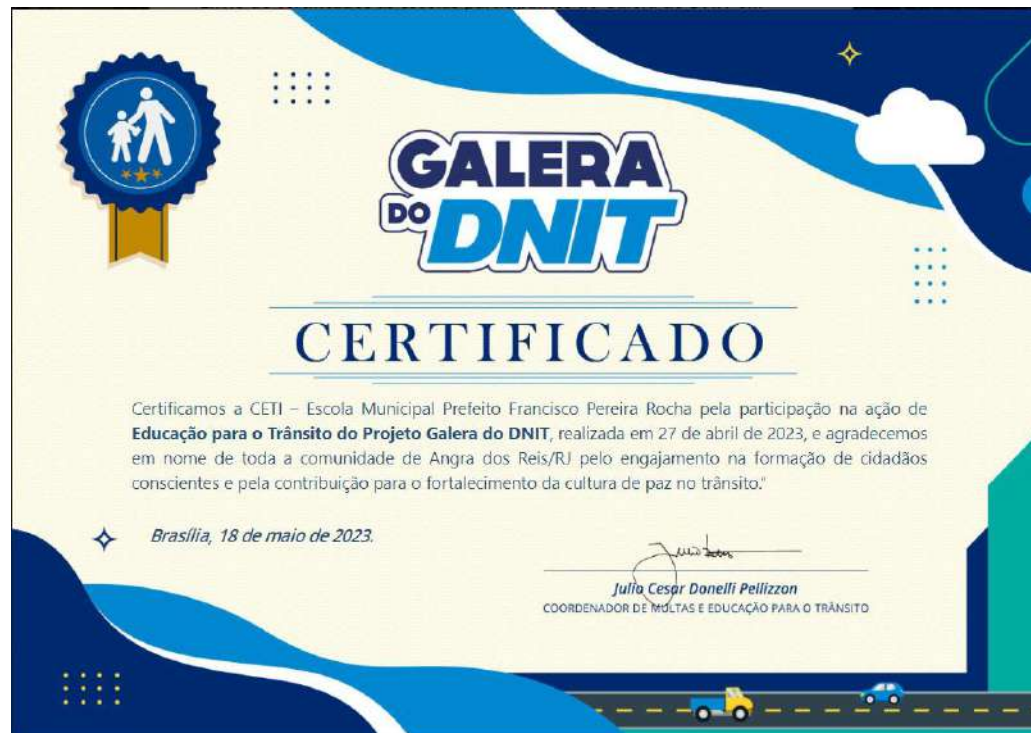 GALERA
DO DNIT
CERTIFICADO
Certificamos a CETI – Escola Municipal Prefeito Francisco Pereira Rocha pela participação na ação de
Educação para o Trânsito do Projeto Galera do DNIT, realizada em 27 de abril de 2023, e agradecemos
em nome de toda a comunidade de Angra dos Reis/RJ pelo engajamento na formação de cidadãos
conscientes e pela contribuição para o fortalecimento da cultura de paz no trânsito."
Brasília, 18 de maio de 2023.
Julio Cesar Donelli Pellizzon
COORDENADOR DE MULTAS E EDUCAÇÃO PARA O TRÂNSITO